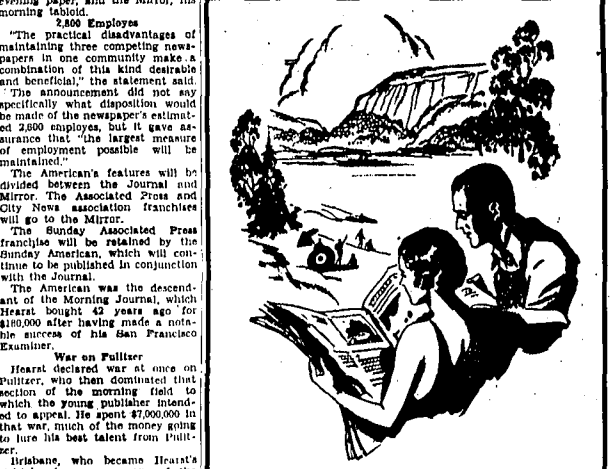 evening paper, and the Mirror, his
morning tabloid.
2,800 Employes
"The practical disadvantages of
maintaining three competing news-
papers in one community make a
combination of this kind desirable
and beneficial," the statement said.
The announcement did not say
specifically what disposition would
be made of the newspaper's estimat-
ed 2,800 employes, but it gave as-
surance that "the largest measure
of employment possible will be
maintained."
The American's features will be
divided between the Journal and
Mirror. The Associated Press and
City News association franchises
will go to the Mirror.
The Sunday Associated Press
franchise will be retained by the
Sunday American, which will con-
tinue to be published in conjunction
with the Journal.
The American was the descend-
ant of the Morning Journal, which
Hearst bought 42 years ago for
$180,000 after having made a nota-
ble success of his San Francisco
Examiner.
War on Pulitzer
Hearst declared war at once on
Pulitzer, who then dominated that
section of the morning field to
which the young publisher intend-
ed to appeal. He spent $7,000,000 in
that war, much of the money going
to lure his best talent from Pulit-
zer.
Brisbane, who became Hearst's